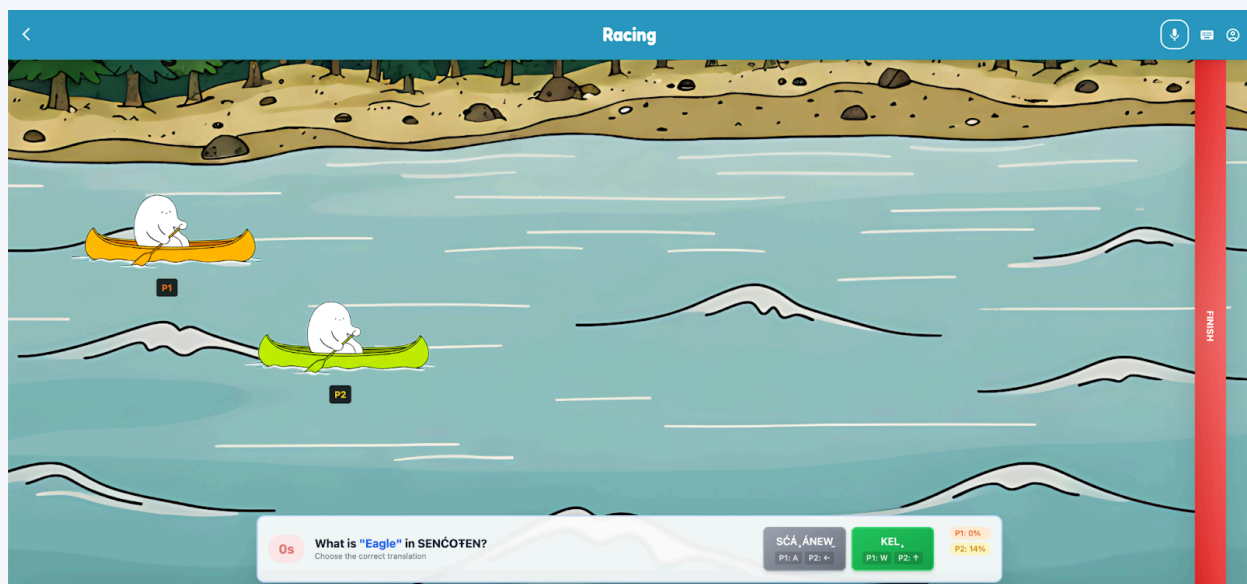 Racing
P1
P2
FINISH
0s
What is "Eagle" in SENĆOŦEN?
Choose the correct translation
SĆÁ¸ÁNEW̱
P1: A P2: ←
KEL¸
P1: W P2: ↑
P1: 0%
P2: 14%